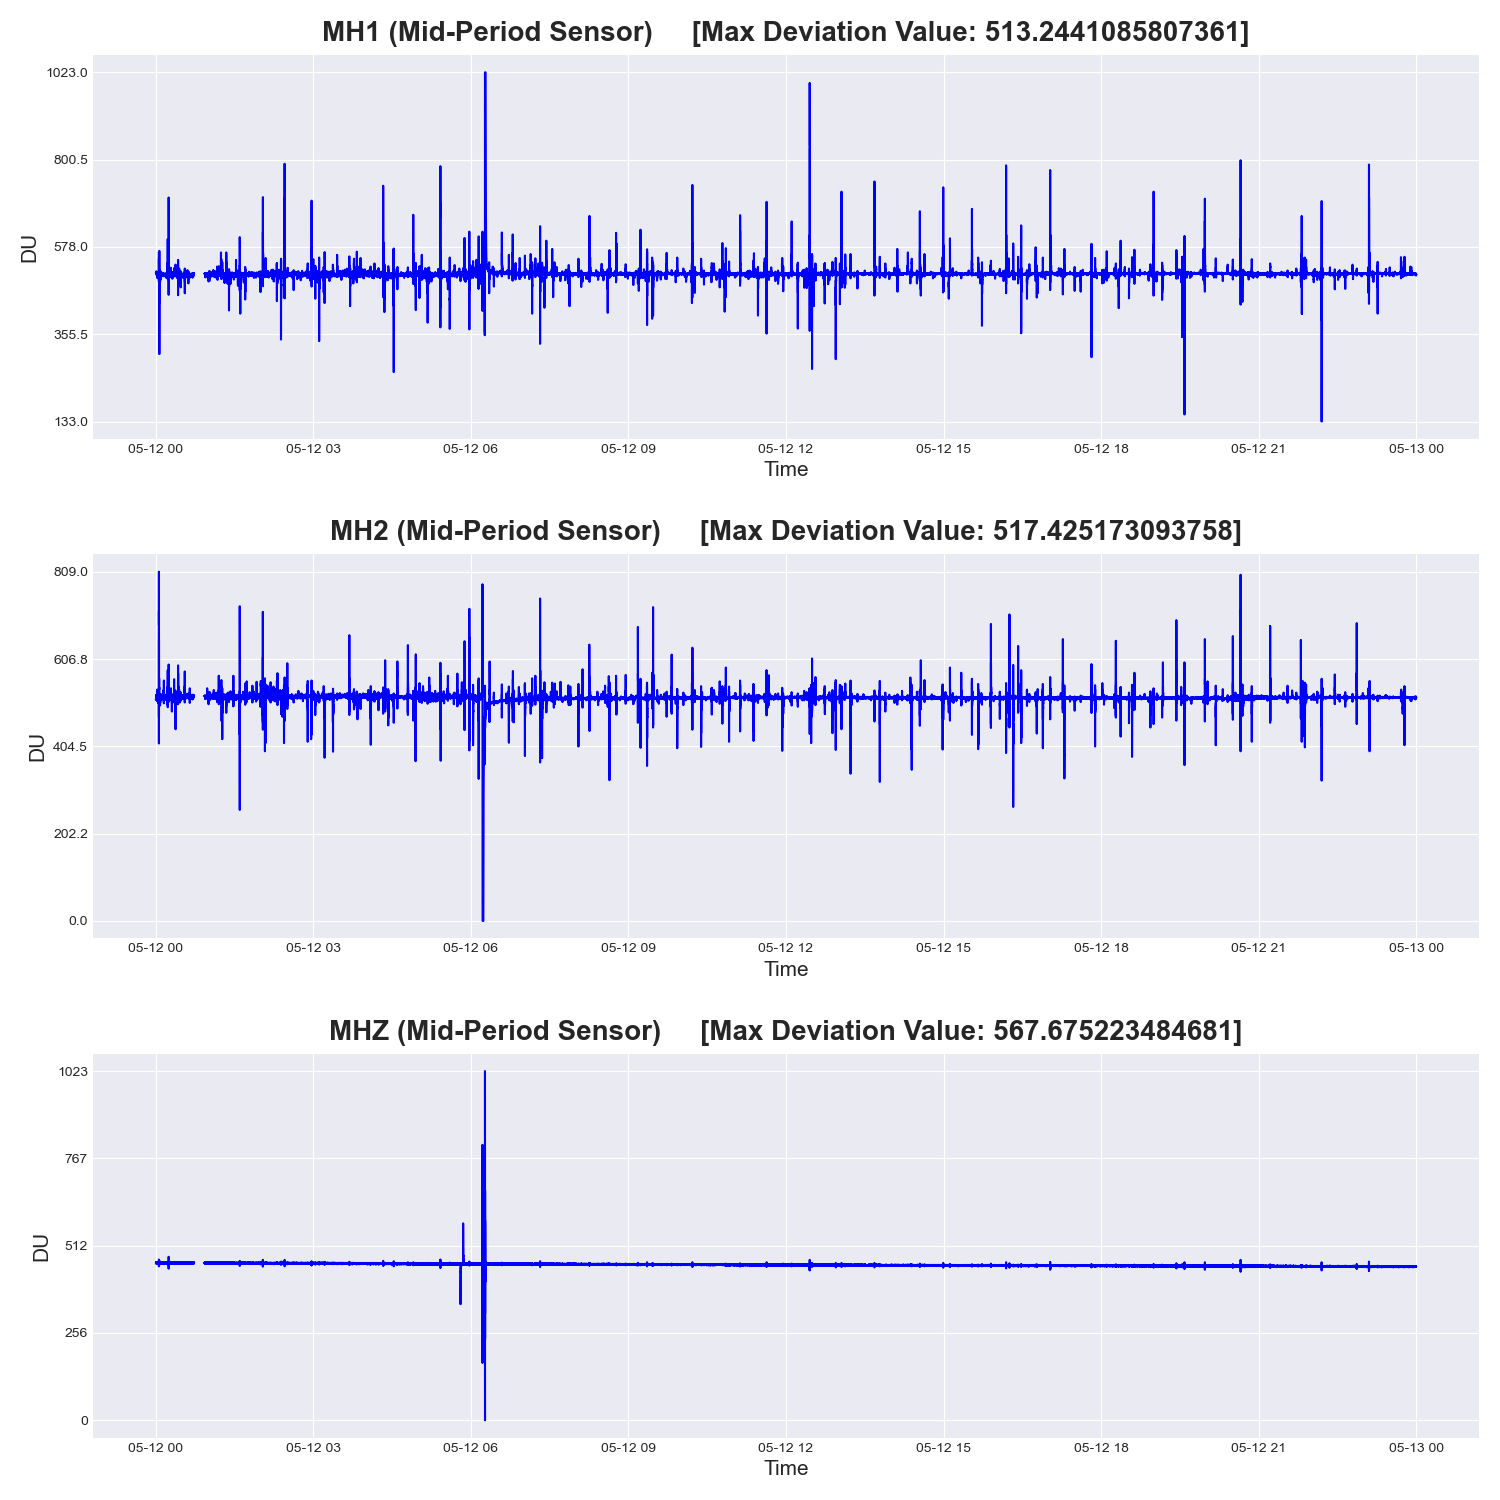 MH1 (Mid-Period Sensor) [Max Deviation Value: 513.2441085807361]
1023.0
800.5
578.0
355.5
133.0
DU
05-12 00 05-12 03 05-12 06 05-12 09 05-12 12 05-12 15 05-12 18 05-12 21 05-13 00
Time
MH2 (Mid-Period Sensor) [Max Deviation Value: 517.425173093758]
809.0
606.8
404.5
202.2
0.0
DU
05-12 00 05-12 03 05-12 06 05-12 09 05-12 12 05-12 15 05-12 18 05-12 21 05-13 00
Time
MHZ (Mid-Period Sensor) [Max Deviation Value: 567.675223484681]
1023
767
512
256
0
DU
05-12 00 05-12 03 05-12 06 05-12 09 05-12 12 05-12 15 05-12 18 05-12 21 05-13 00
Time